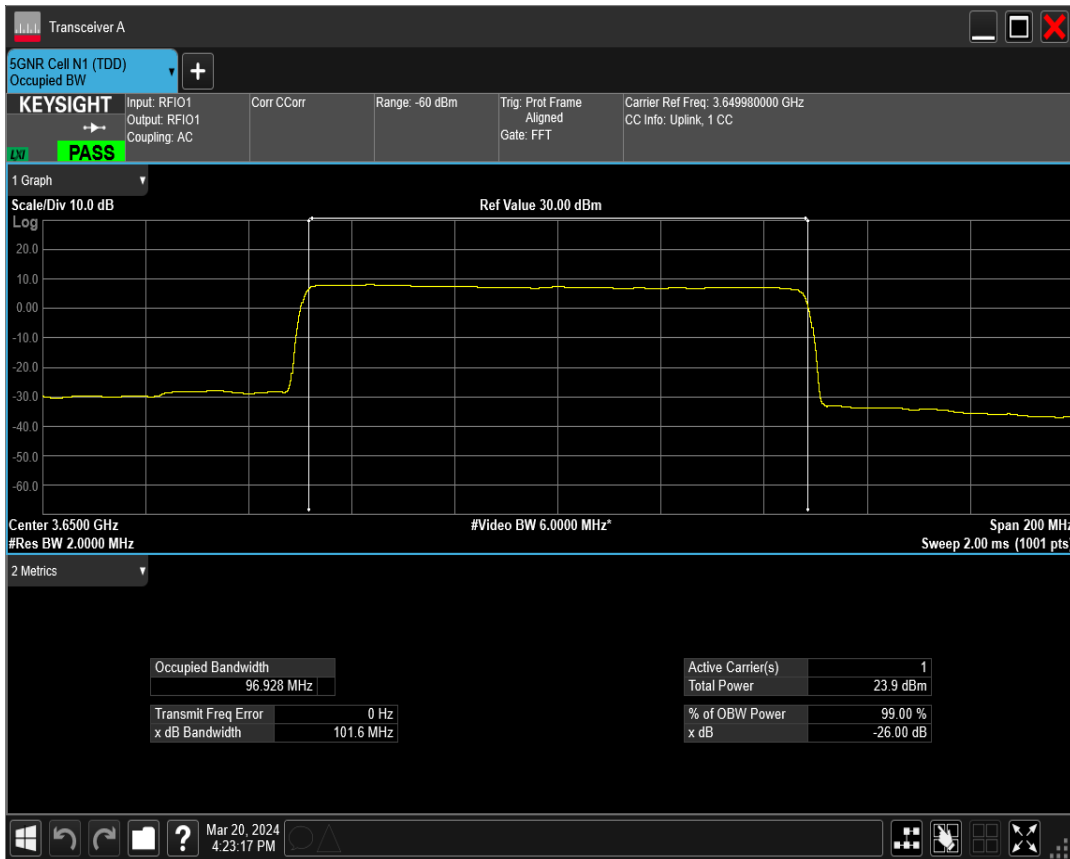 Transceiver A
5GNR Cell N1 (TDD)
Occupied BW
KEYSIGHT
LXI
PASS
Input: RFIO1
Output: RFIO1
Coupling: AC
Corr CCorr
Range: -60 dBm
Trig: Prot Frame
Aligned
Gate: FFT
Carrier Ref Freq: 3.649980000 GHz
CC Info: Uplink, 1 CC
1 Graph
Scale/Div 10.0 dB
Ref Value 30.00 dBm
Log
20.0
10.0
0.00
-10.0
-20.0
-30.0
-40.0
-50.0
-60.0
Center 3.6500 GHz
#Video BW 6.0000 MHz*
Span 200 MHz
#Res BW 2.0000 MHz
Sweep 2.00 ms (1001 pts)
2 Metrics
Occupied Bandwidth
96.928 MHz
Transmit Freq Error 0 Hz
x dB Bandwidth 101.6 MHz
Active Carrier(s) 1
Total Power 23.9 dBm
% of OBW Power 99.00 %
x dB -26.00 dB
?
Mar 20, 2024
4:23:17 PM